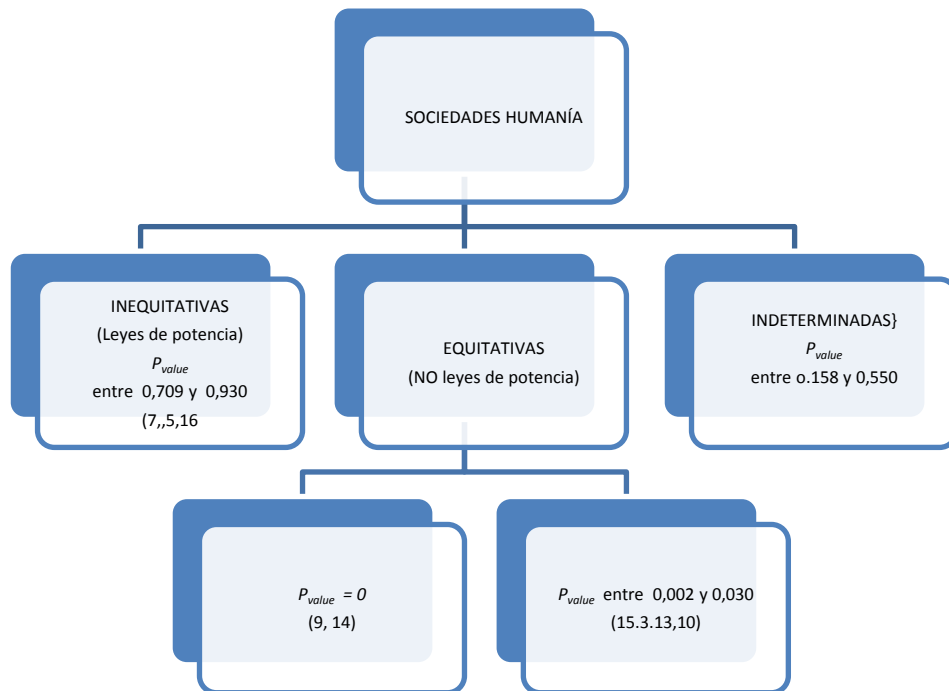 SOCIEDADES HUMANÍA
INEQUITATIVAS
(Leyes de potencia)
Pvalue
entre 0,709 y 0,930
(7,,5,16
EQUITATIVAS
(NO leyes de potencia)
INDETERMINADAS}
Pvalue
entre o.158 y 0,550
Pvalue = 0
(9, 14)
Pvalue entre 0,002 y 0,030
(15.3.13,10)